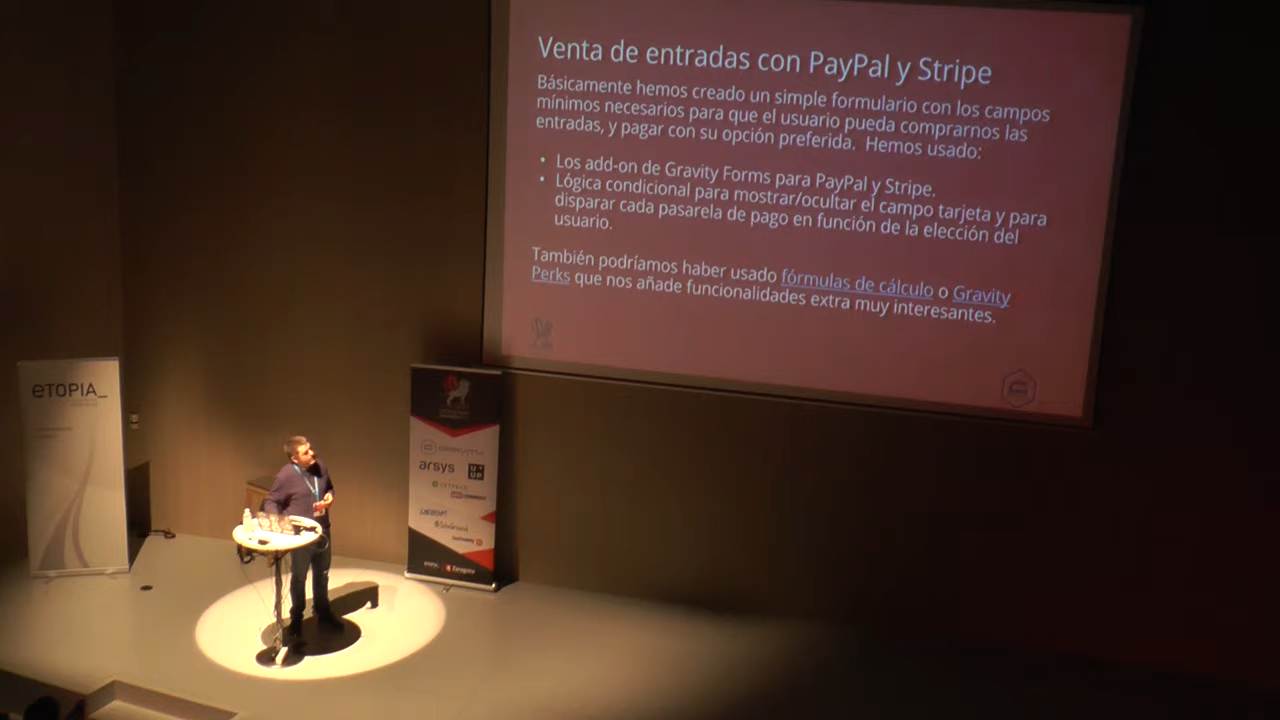 Venta de entradas con PayPal y Stripe
Básicamente hemos creado un simple formulario con los campos
mínimos necesarios para que el usuario pueda comprarnos las
entradas, y pagar con su opción preferida. Hemos usado:
• Los add-on de Gravity Forms para PayPal y Stripe.
• Lógica condicional para mostrar/ocultar el campo tarjeta y para
disparar cada pasarela de pago en función de la elección del
usuario.
También podríamos haber usado fórmulas de cálculo o Gravity
Perks que nos añade funcionalidades extra muy interesantes.
eTOPIA_
arsys
Zaragoza